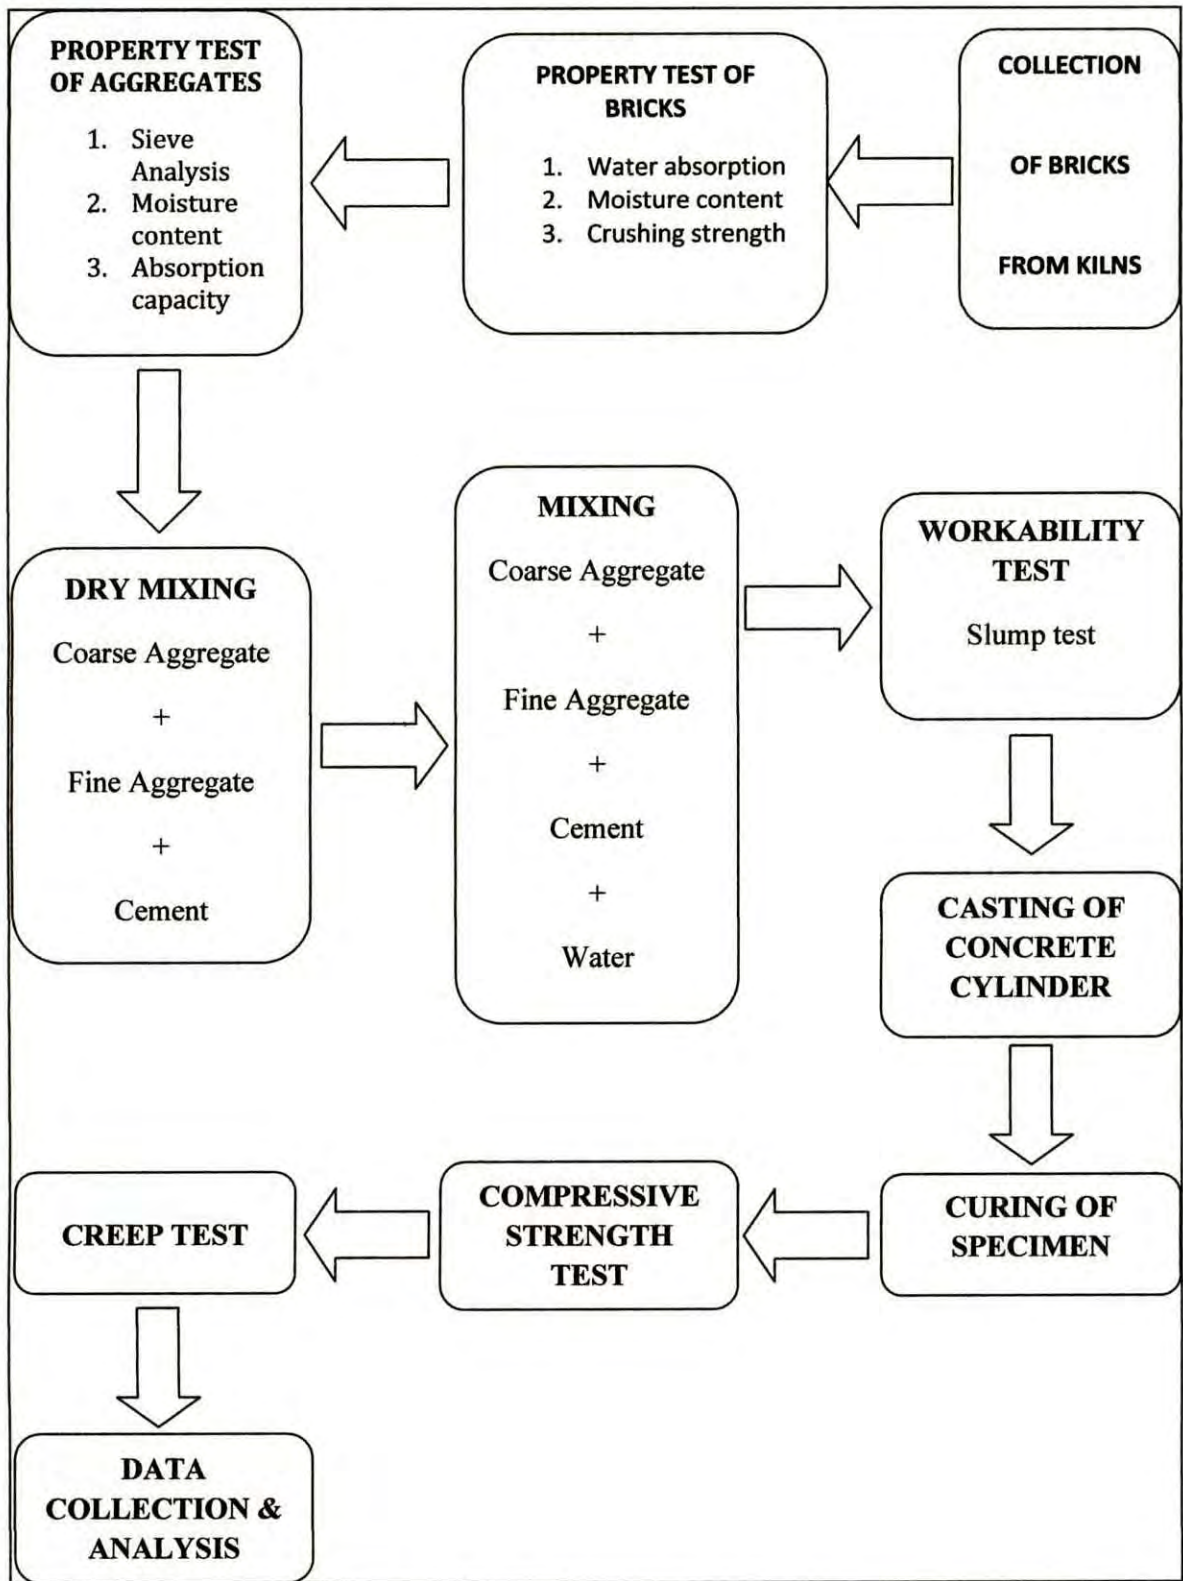 PROPERTY TEST
OF AGGREGATES
1. Sieve
Analysis
2. Moisture
content
3. Absorption
capacity
PROPERTY TEST OF
BRICKS
1. Water absorption
2. Moisture content
3. Crushing strength
COLLECTION
OF BRICKS
FROM KILNS
DRY MIXING
Coarse Aggregate
+
Fine Aggregate
+
Cement
MIXING
Coarse Aggregate
+
Fine Aggregate
+
Cement
+
Water
WORKABILITY
TEST
Slump test
CASTING OF
CONCRETE
CYLINDER
CREEP TEST
COMPRESSIVE
STRENGTH
TEST
CURING OF
SPECIMEN
DATA
COLLECTION &
ANALYSIS